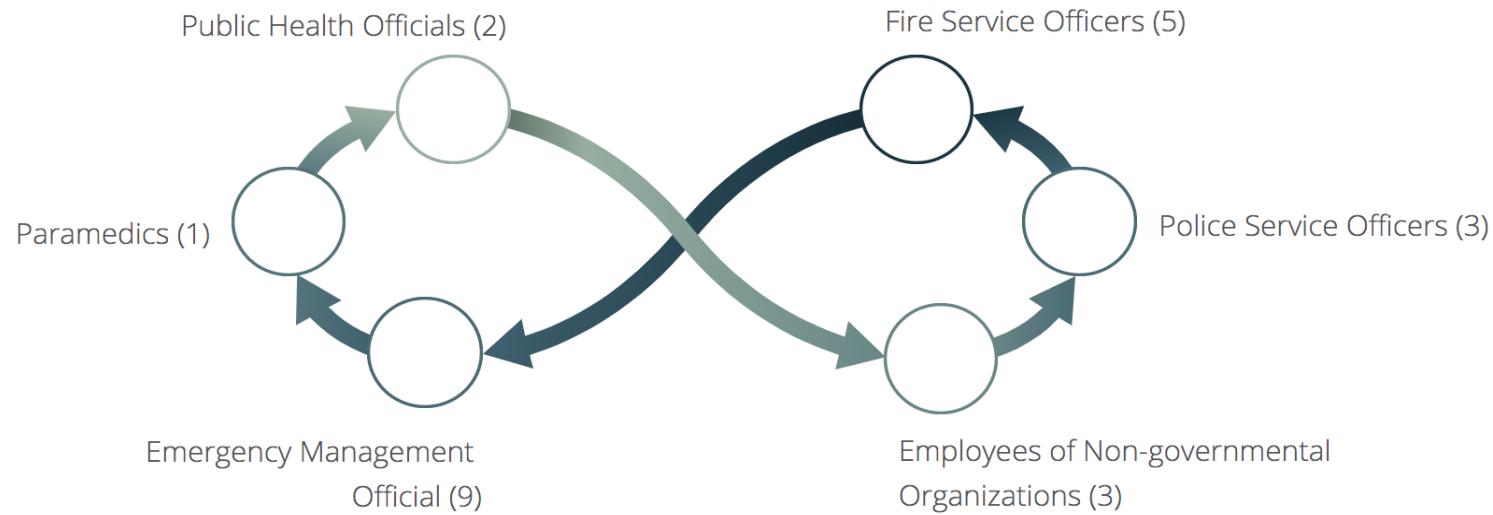 Public Health Officials (2)
Fire Service Officers (5)
Paramedics (1)
Police Service Officers (3)
Emergency Management
Official (9)
Employees of Non-governmental
Organizations (3)